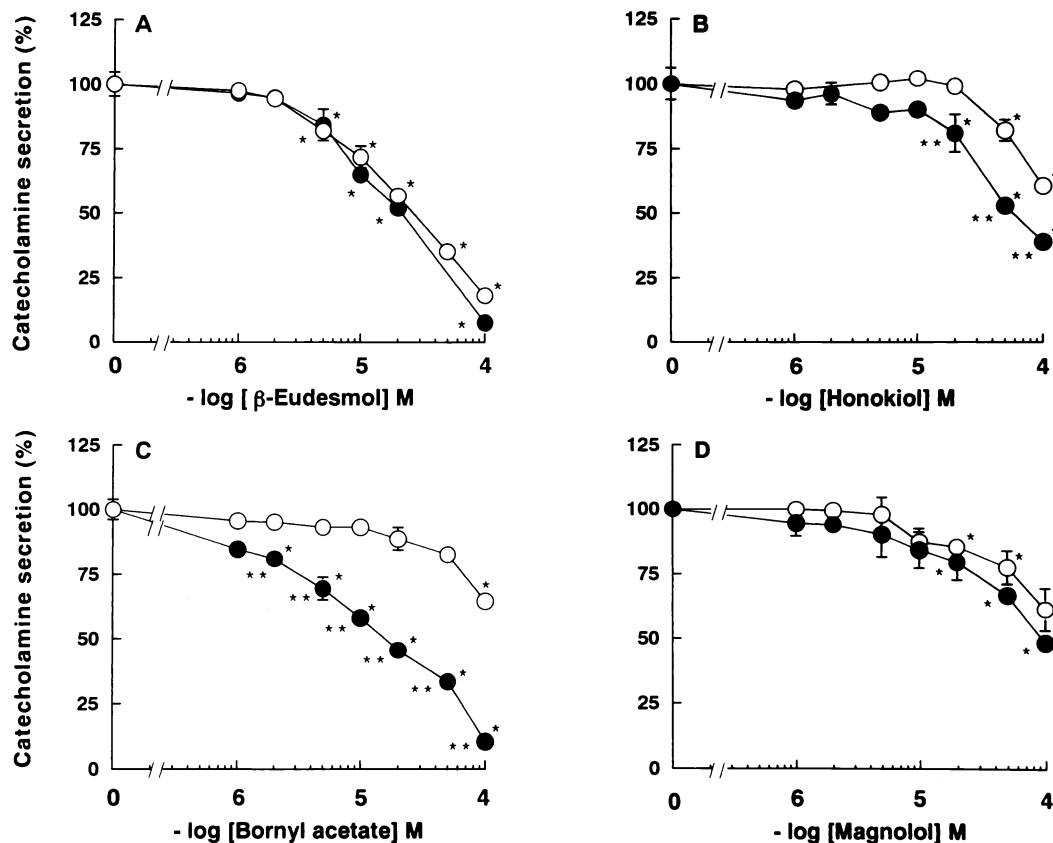 A
Catecholamine secretion (%)
125
100
75
50
25
0
0 6 5 4
- log [ β-Eudesmol] M
B
125
100
75
50
25
0
0 6 5 4
- log [Honokiol] M
C
Catecholamine secretion (%)
125
100
75
50
25
0
0 6 5 4
- log [Bornyl acetate] M
D
125
100
75
50
25
0
0 6 5 4
- log [Magnolol] M